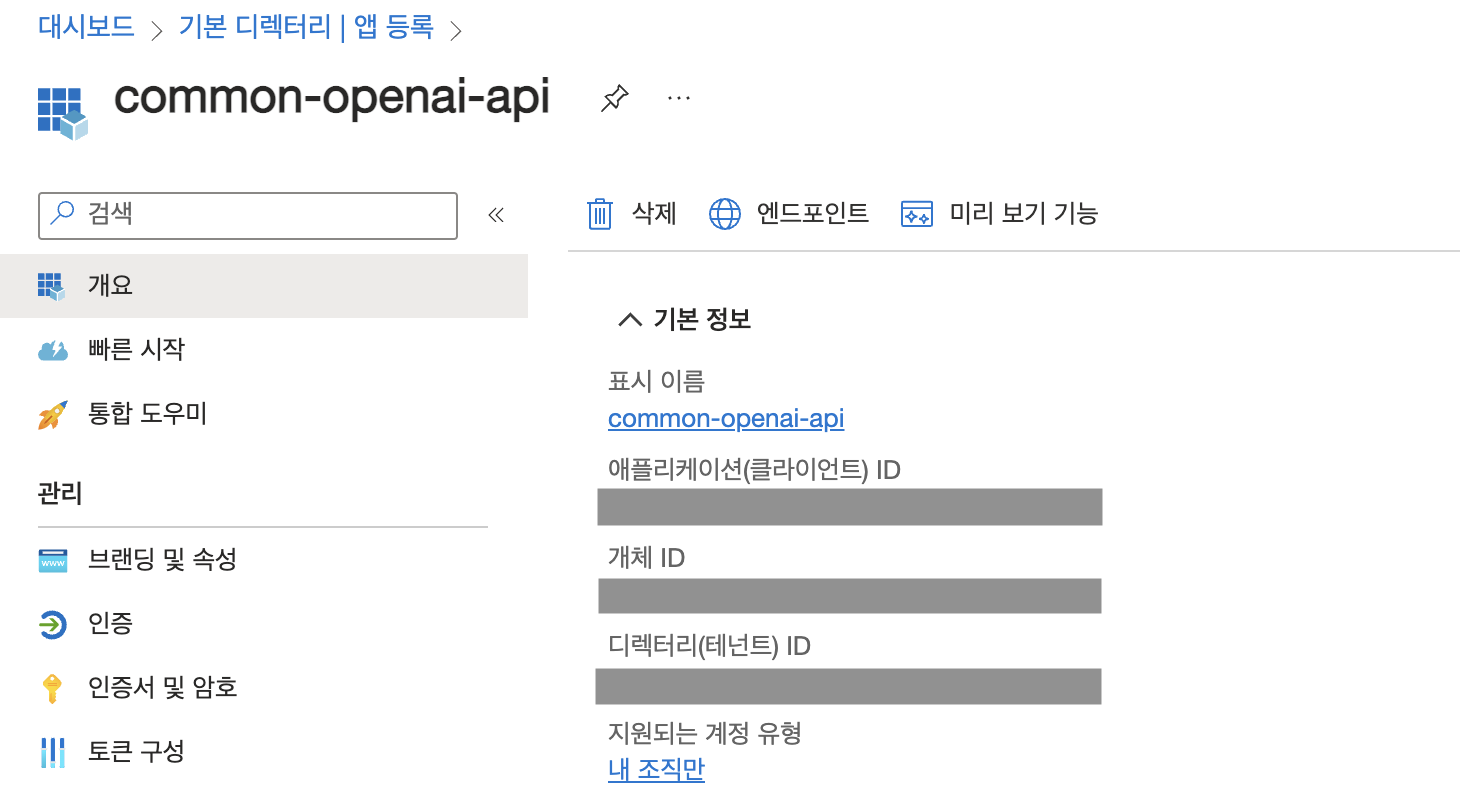 대시보드 > 기본 디렉터리 | 앱 등록 >
common-openai-api ...
검색 «
삭제 엔드포인트 미리 보기 기능
개요
빠른 시작
통합 도우미
관리
브랜딩 및 속성
www
인증
인증서 및 암호
토큰 구성
기본 정보
표시 이름
common-openai-api
애플리케이션(클라이언트) ID
개체 ID
디렉터리(테넌트) ID
지원되는 계정 유형
내 조직만